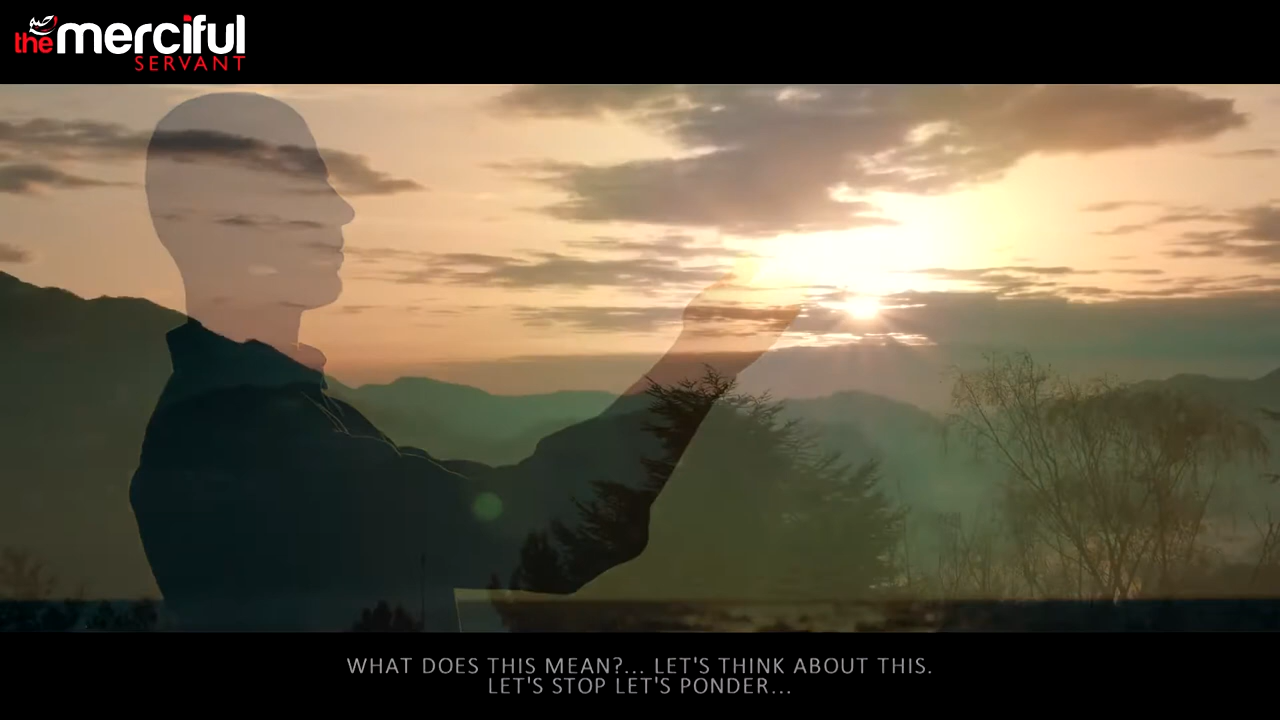 the merciful
SERVANT
WHAT DOES THIS MEAN?... LET'S THINK ABOUT THIS.
LET'S STOP LET'S PONDER...